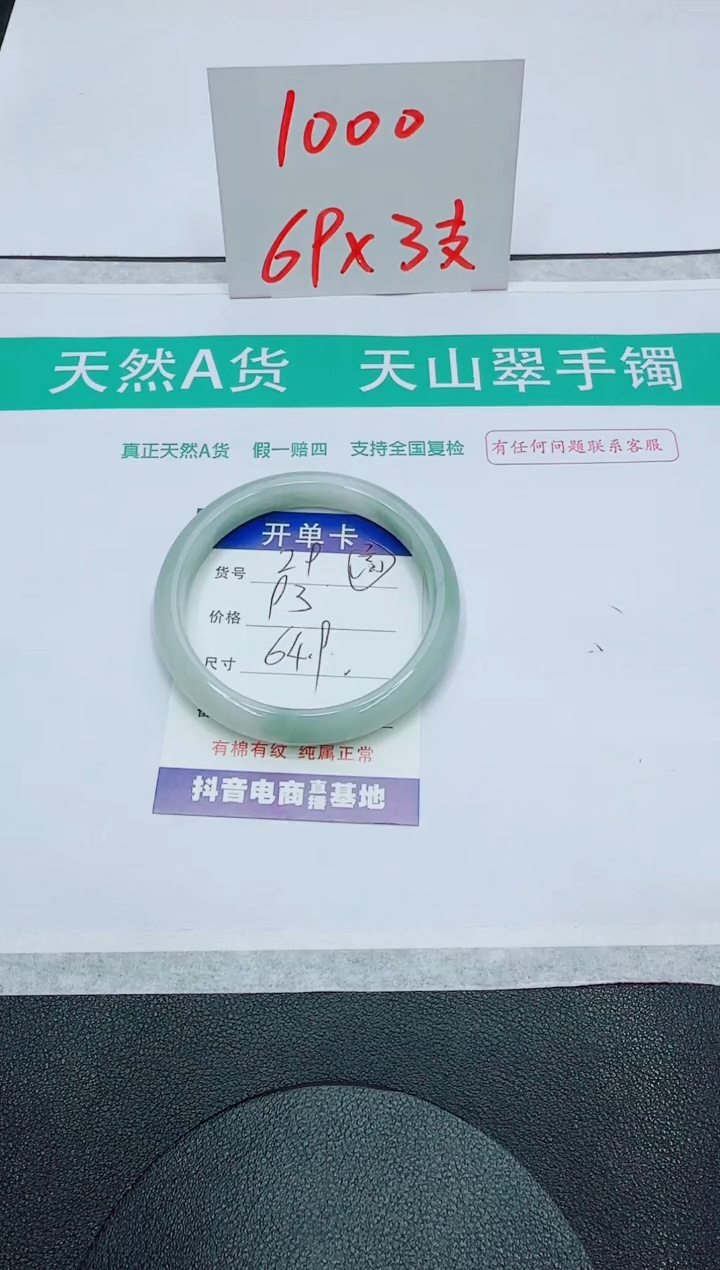 1000
6P×3支
天然A货 天山翠手镯
真正天然A货 假一赔四 支持全国复检 有任何问题联系客服
开单卡
货号 2P
价格 P3
尺寸 64.P.
有棉有纹 纯属正常
抖音电商直播基地